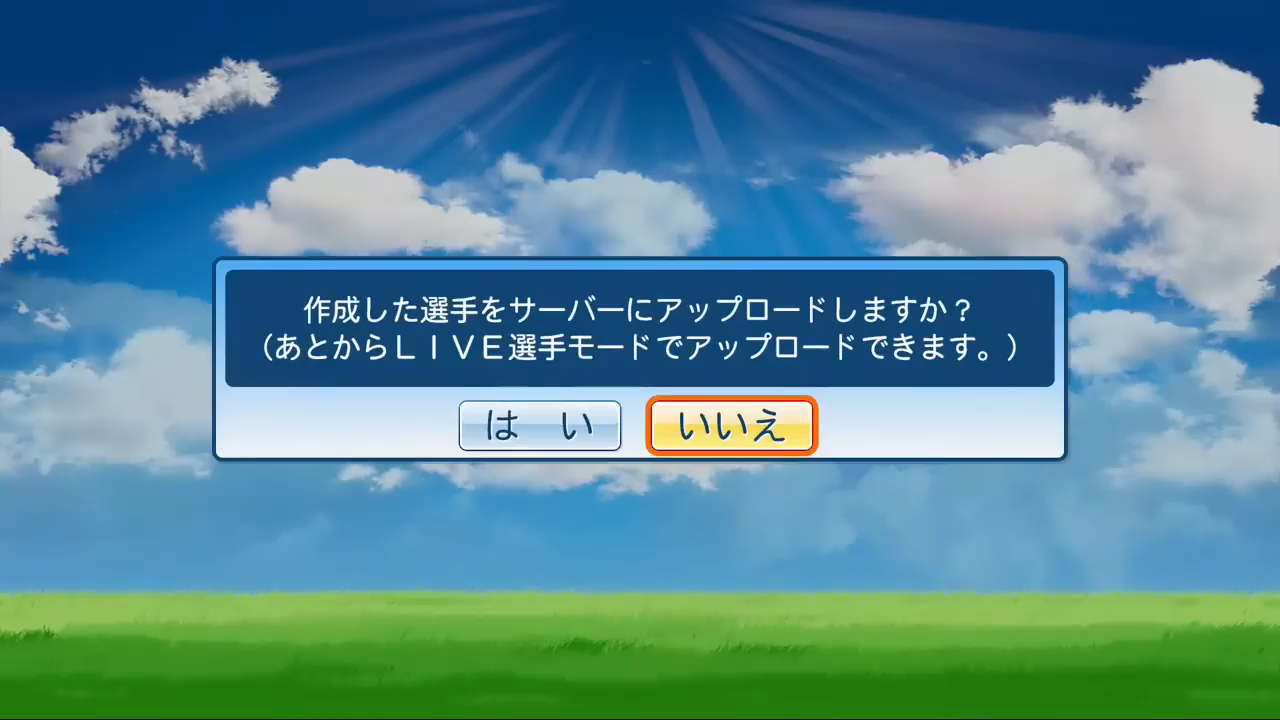 作成した選手をサーバーにアップロードしますか？
（あとからＬＩＶＥ選手モードでアップロードできます。）
は　い
いいえ